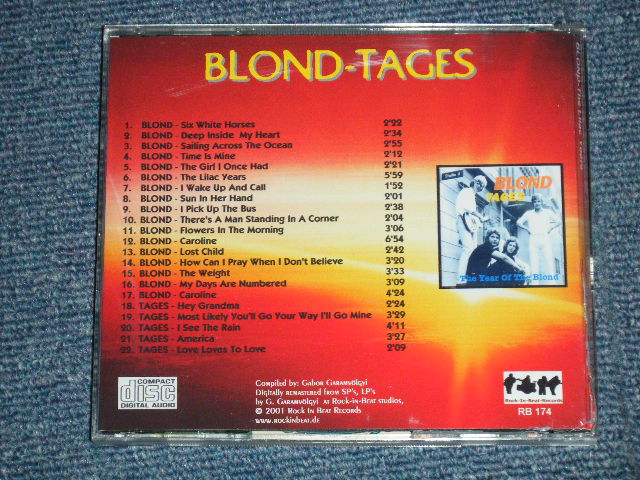 BLOND-TAGES
1. BLOND - Six White Horses 2'22
2. BLOND - Deep Inside My Heart 2'34
3. BLOND - Sailing Across The Ocean 2'55
4. BLOND - Time Is Mine 2'12
5. BLOND - The Girl I Once Had 2'21
6. BLOND - The Lilac Years 5'59
7. BLOND - I Wake Up And Call 1'52
8. BLOND - Sun In Her Hand 2'01
9. BLOND - I Pick Up The Bus 2'38
10. BLOND - There's A Man Standing In A Corner 2'04
11. BLOND - Flowers In The Morning 3'06
12. BLOND - Caroline 6'54
13. BLOND - Lost Child 2'42
14. BLOND - How Can I Pray When I Don't Believe 3'20
15. BLOND - The Weight 3'33
16. BLOND - My Days Are Numbered 3'09
17. BLOND - Caroline 4'24
18. TAGES - Hey Grandma 2'24
19. TAGES - Most Likely You'll Go Your Way I'll Go Mine 3'29
20. TAGES - I See The Rain 4'11
21. TAGES - America 3'27
22. TAGES - Love Loves To Love 2'09
BLOND
TAGES
The Year Of The Blond
COMPACT
disc
DIGITAL AUDIO
Compiled by: Gabor Garamvölgyi
Digitally remastered from SP's, LP's
by G. Garamvölgyi at Rock-in-Beat studios,
© 2001 Rock In Beat Records
www.rockinbeat.de
Rock-In-Beat-Records
RB 174